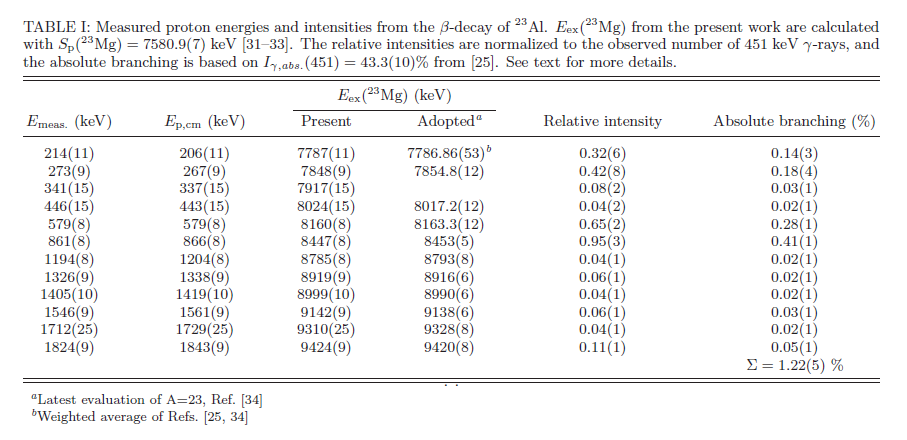 TABLE I: Measured proton energies and intensities from the β-decay of ²³Al. Eₑₓ(²³Mg) from the present work are calculated
with Sₚ(²³Mg) = 7580.9(7) keV [31–33]. The relative intensities are normalized to the observed number of 451 keV γ-rays, and
the absolute branching is based on I_γ,abs.(451) = 43.3(10)% from [25]. See text for more details.
Eₑₓ(²³Mg) (keV)
E_meas. (keV) E_p,cm (keV) Present Adoptedᵃ Relative intensity Absolute branching (%)
214(11) 206(11) 7787(11) 7786.86(53)ᵇ 0.32(6) 0.14(3)
273(9) 267(9) 7848(9) 7854.8(12) 0.42(8) 0.18(4)
341(15) 337(15) 7917(15) 0.08(2) 0.03(1)
446(15) 443(15) 8024(15) 8017.2(12) 0.04(2) 0.02(1)
579(8) 579(8) 8160(8) 8163.3(12) 0.65(2) 0.28(1)
861(8) 866(8) 8447(8) 8453(5) 0.95(3) 0.41(1)
1194(8) 1204(8) 8785(8) 8793(8) 0.04(1) 0.02(1)
1326(9) 1338(9) 8919(9) 8916(6) 0.06(1) 0.02(1)
1405(10) 1419(10) 8999(10) 8990(6) 0.04(1) 0.02(1)
1546(9) 1561(9) 9142(9) 9138(6) 0.06(1) 0.03(1)
1712(25) 1729(25) 9310(25) 9328(8) 0.04(1) 0.02(1)
1824(9) 1843(9) 9424(9) 9420(8) 0.11(1) 0.05(1)
Σ = 1.22(5) %
ᵃLatest evaluation of A=23, Ref. [34]
ᵇWeighted average of Refs. [25, 34]